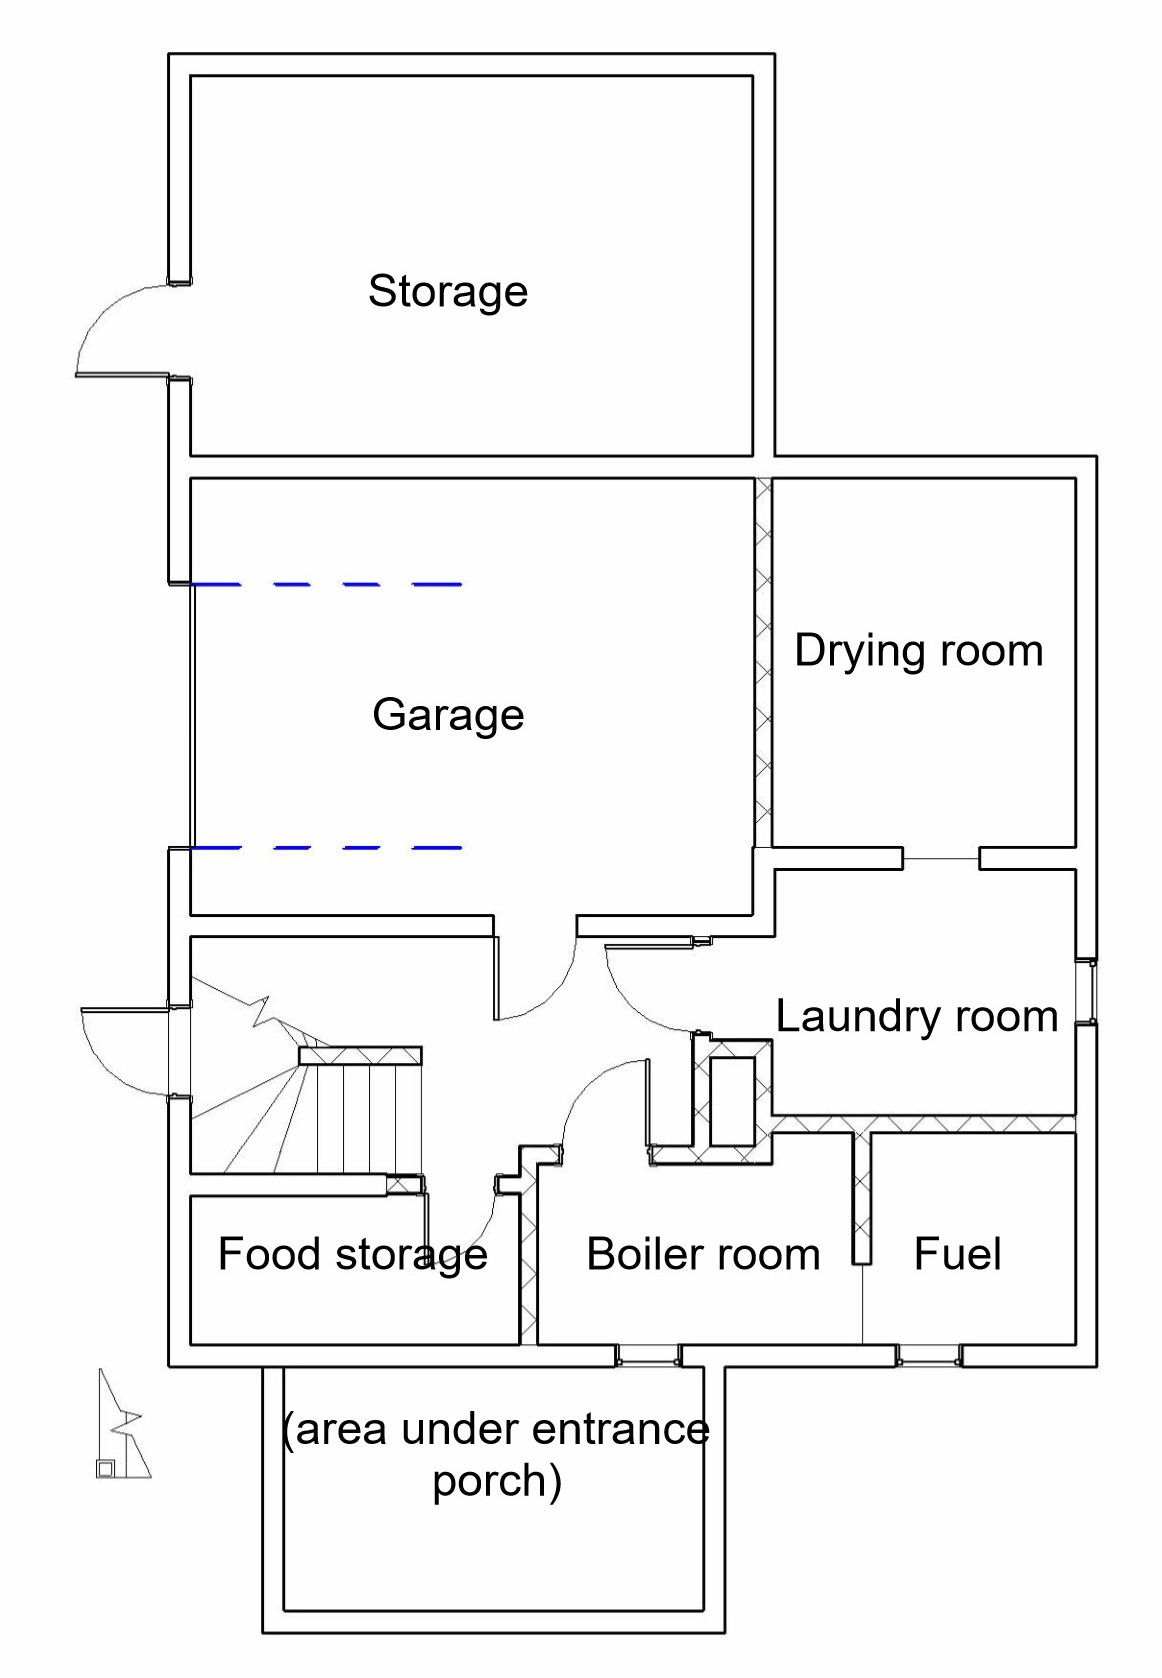 Storage
Drying room
Garage
Laundry room
Food storage
Boiler room
Fuel
(area under entrance
porch)